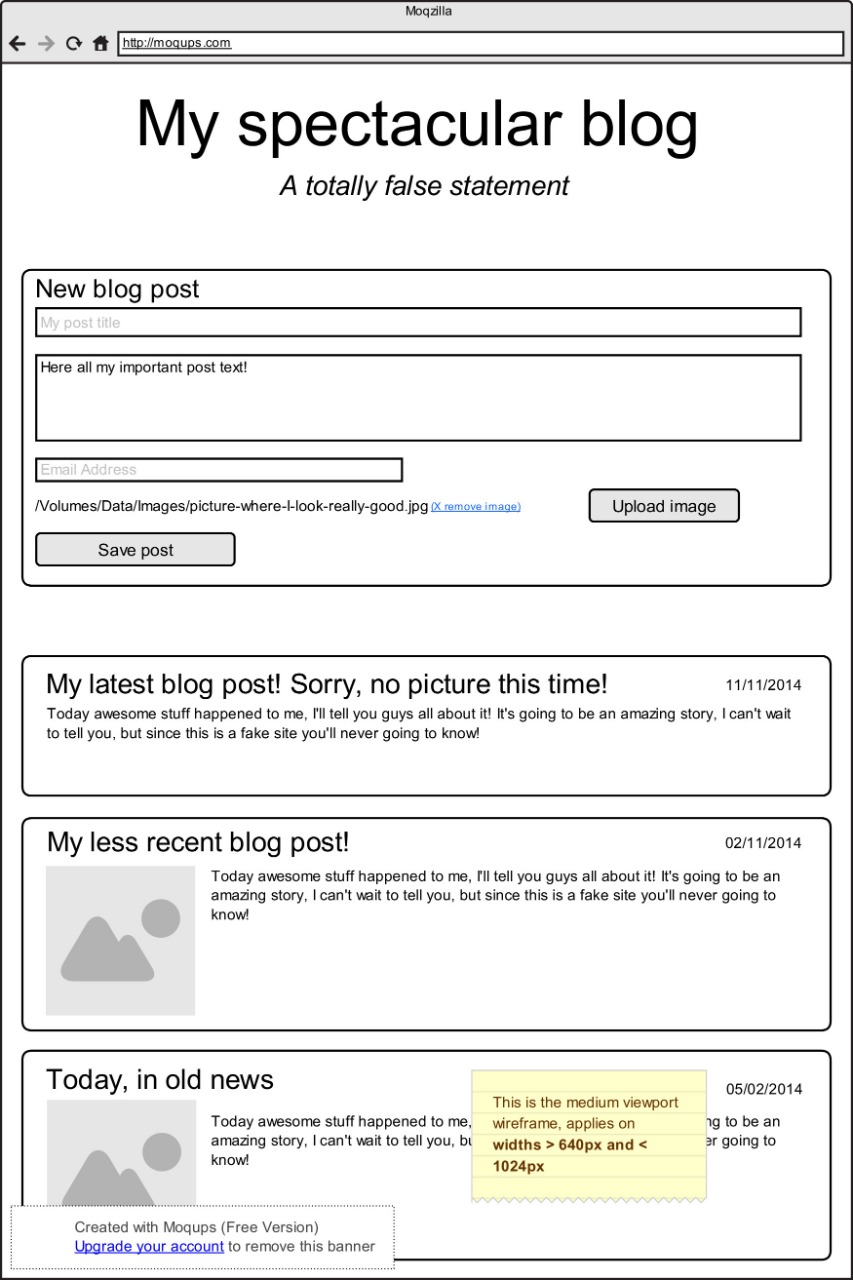 Moqzilla
http://moqups.com
My spectacular blog
A totally false statement
New blog post
My post title
Here all my important post text!
Email Address
/Volumes/Data/Images/picture-where-I-look-really-good.jpg (X remove image)
Upload image
Save post
My latest blog post! Sorry, no picture this time!
11/11/2014
Today awesome stuff happened to me, I'll tell you guys all about it! It's going to be an amazing story, I can't wait
to tell you, but since this is a fake site you'll never going to know!
My less recent blog post!
02/11/2014
Today awesome stuff happened to me, I'll tell you guys all about it! It's going to be an
amazing story, I can't wait to tell you, but since this is a fake site you'll never going to
know!
Today, in old news
05/02/2014
Today awesome stuff happened to me, to be an
amazing story, I can't wait to tell you, going to
know!
This is the medium viewport
wireframe, applies on
widths > 640px and <
1024px
Created with Moqups (Free Version)
Upgrade your account to remove this banner